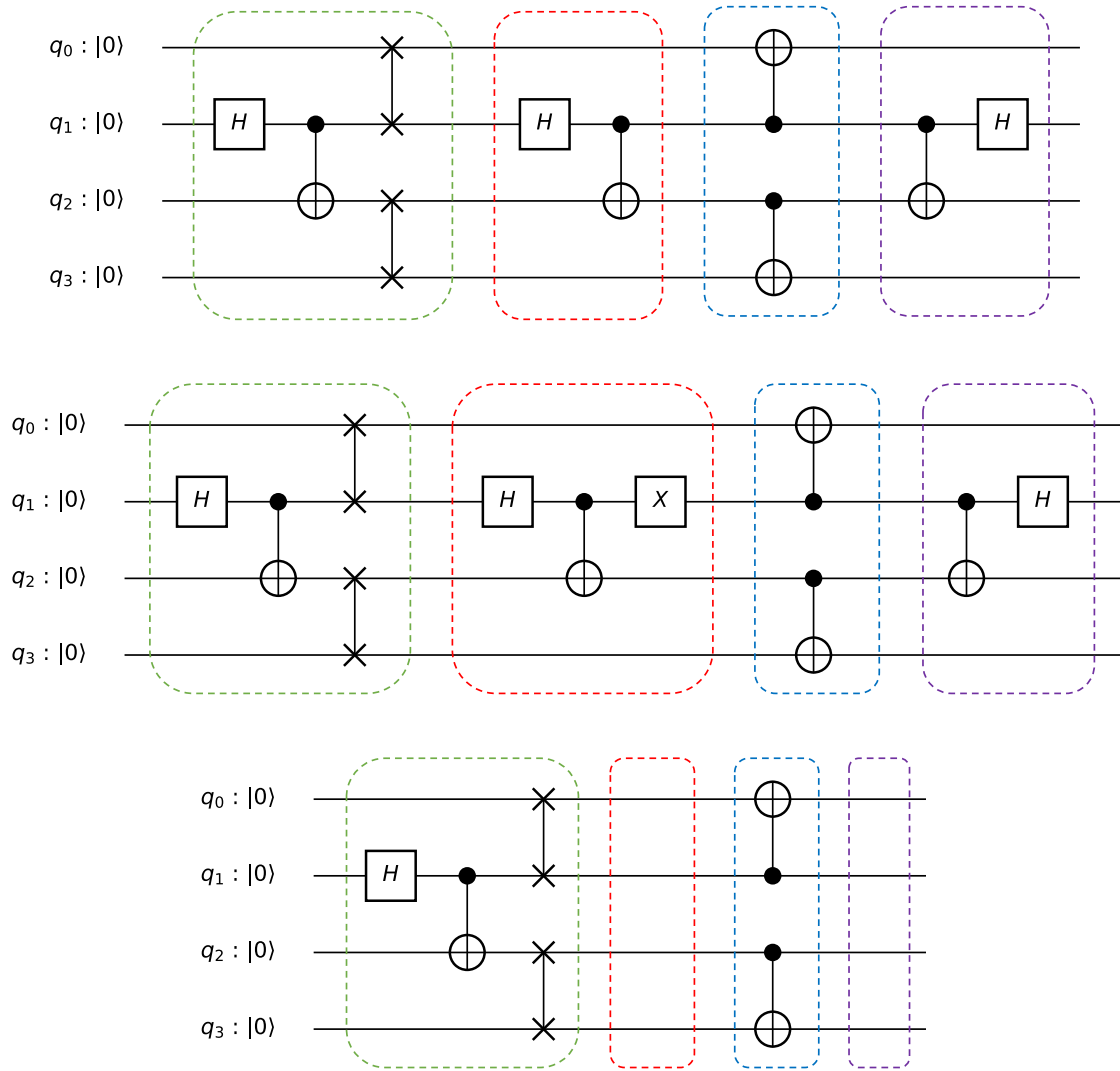 q₀ : |0⟩
H H H
q₁ : |0⟩
q₂ : |0⟩
q₃ : |0⟩
q₀ : |0⟩
H H X H
q₁ : |0⟩
q₂ : |0⟩
q₃ : |0⟩
q₀ : |0⟩
H
q₁ : |0⟩
q₂ : |0⟩
q₃ : |0⟩